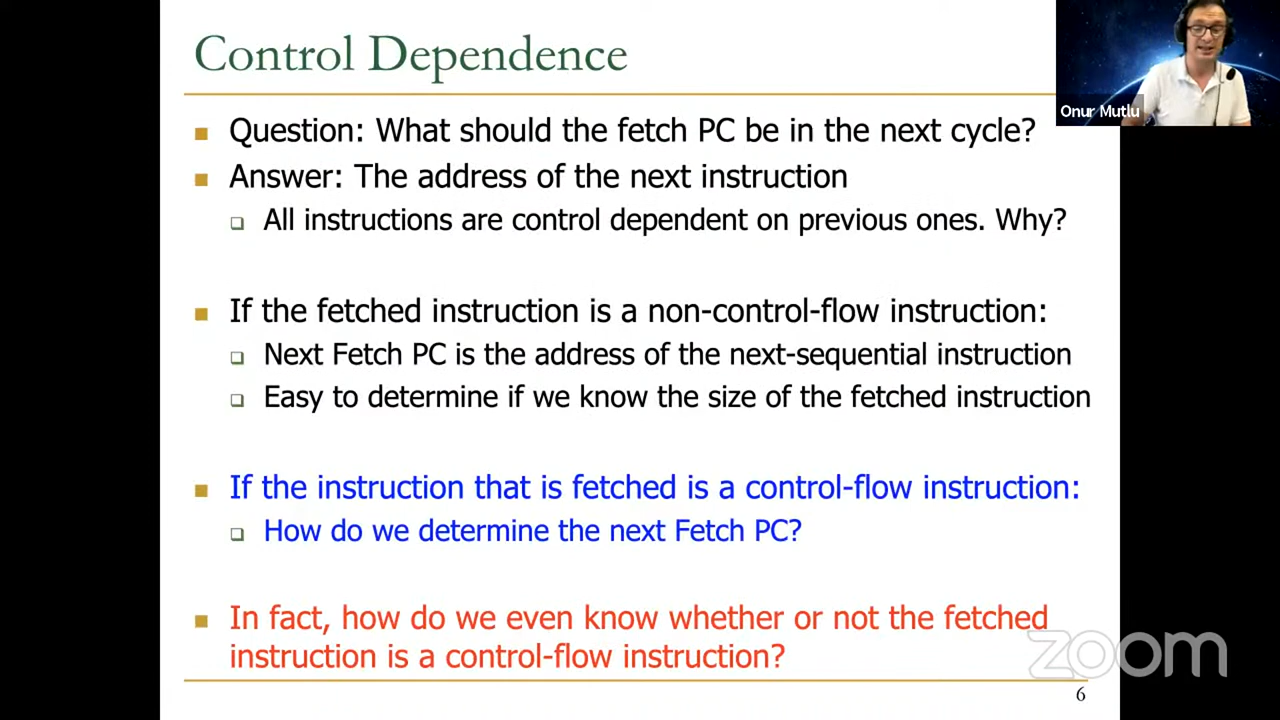 Control Dependence
Onur Mutlu
Question: What should the fetch PC be in the next cycle?
Answer: The address of the next instruction
All instructions are control dependent on previous ones. Why?
If the fetched instruction is a non-control-flow instruction:
Next Fetch PC is the address of the next-sequential instruction
Easy to determine if we know the size of the fetched instruction
If the instruction that is fetched is a control-flow instruction:
How do we determine the next Fetch PC?
In fact, how do we even know whether or not the fetched
instruction is a control-flow instruction?
zoom
6